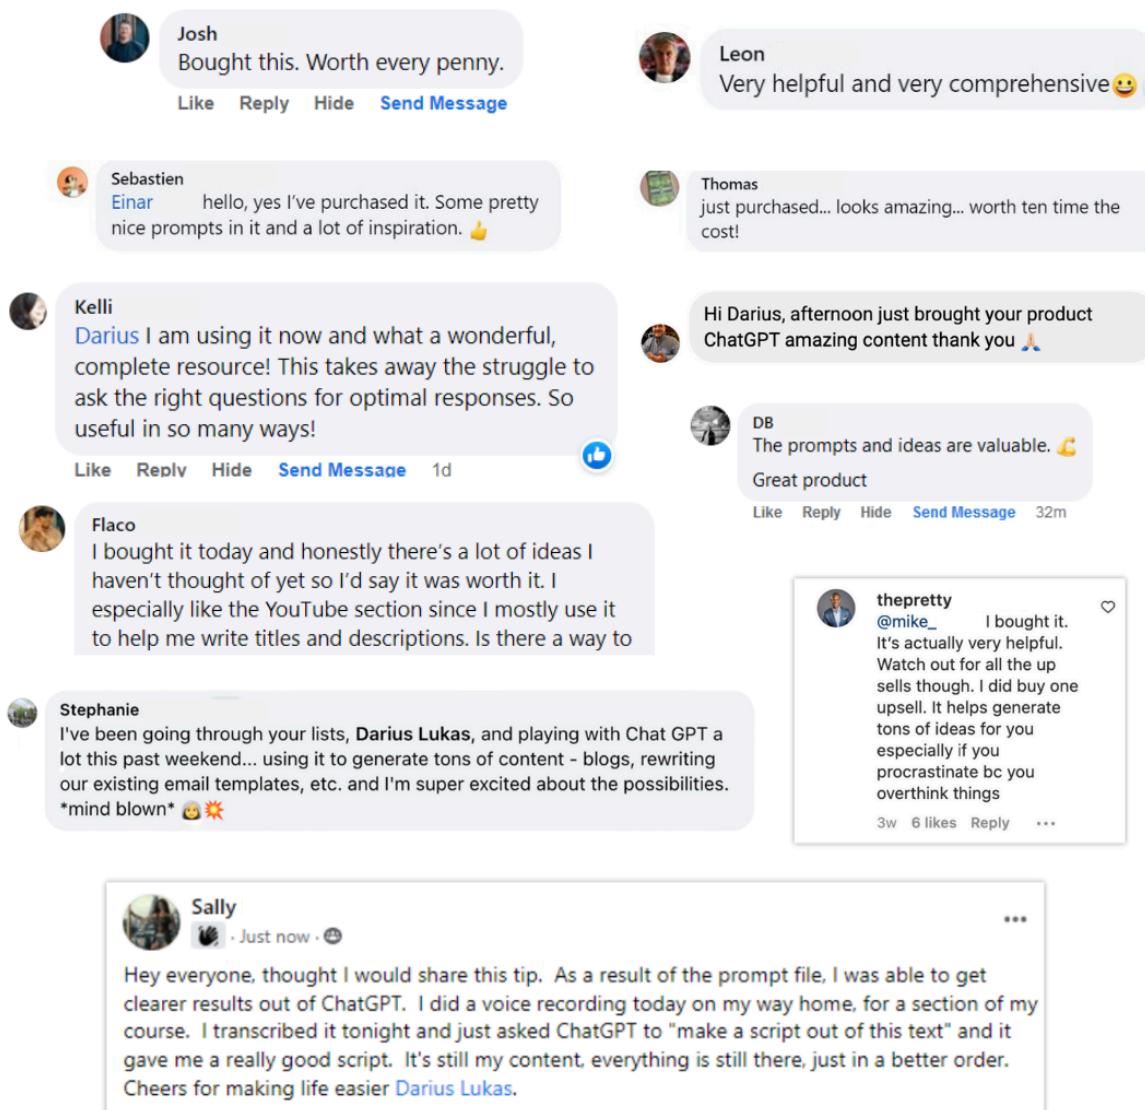 Josh
Bought this. Worth every penny.
Like Reply Hide Send Message
Leon
Very helpful and very comprehensive😀
Sebastien
Einar hello, yes I've purchased it. Some pretty
nice prompts in it and a lot of inspiration. 👍
Thomas
just purchased... looks amazing... worth ten time the
cost!
Kelli
Darius I am using it now and what a wonderful,
complete resource! This takes away the struggle to
ask the right questions for optimal responses. So
useful in so many ways!
Like Reply Hide Send Message 1d
Hi Darius, afternoon just brought your product
ChatGPT amazing content thank you 🙏🏻
DB
The prompts and ideas are valuable. 💪
Great product
Like Reply Hide Send Message 32m
Flaco
I bought it today and honestly there's a lot of ideas I
haven't thought of yet so I'd say it was worth it. I
especially like the YouTube section since I mostly use it
to help me write titles and descriptions. Is there a way to
thepretty
@mike_ I bought it.
It's actually very helpful.
Watch out for all the up
sells though. I did buy one
upsell. It helps generate
tons of ideas for you
especially if you
procrastinate bc you
overthink things
3w 6 likes Reply ...
Stephanie
I've been going through your lists, Darius Lukas, and playing with Chat GPT a
lot this past weekend... using it to generate tons of content - blogs, rewriting
our existing email templates, etc. and I'm super excited about the possibilities.
*mind blown* 👩‍🦳💥
Sally
· Just now ·
Hey everyone, thought I would share this tip. As a result of the prompt file, I was able to get
clearer results out of ChatGPT. I did a voice recording today on my way home, for a section of my
course. I transcribed it tonight and just asked ChatGPT to "make a script out of this text" and it
gave me a really good script. It's still my content, everything is still there, just in a better order.
Cheers for making life easier Darius Lukas.